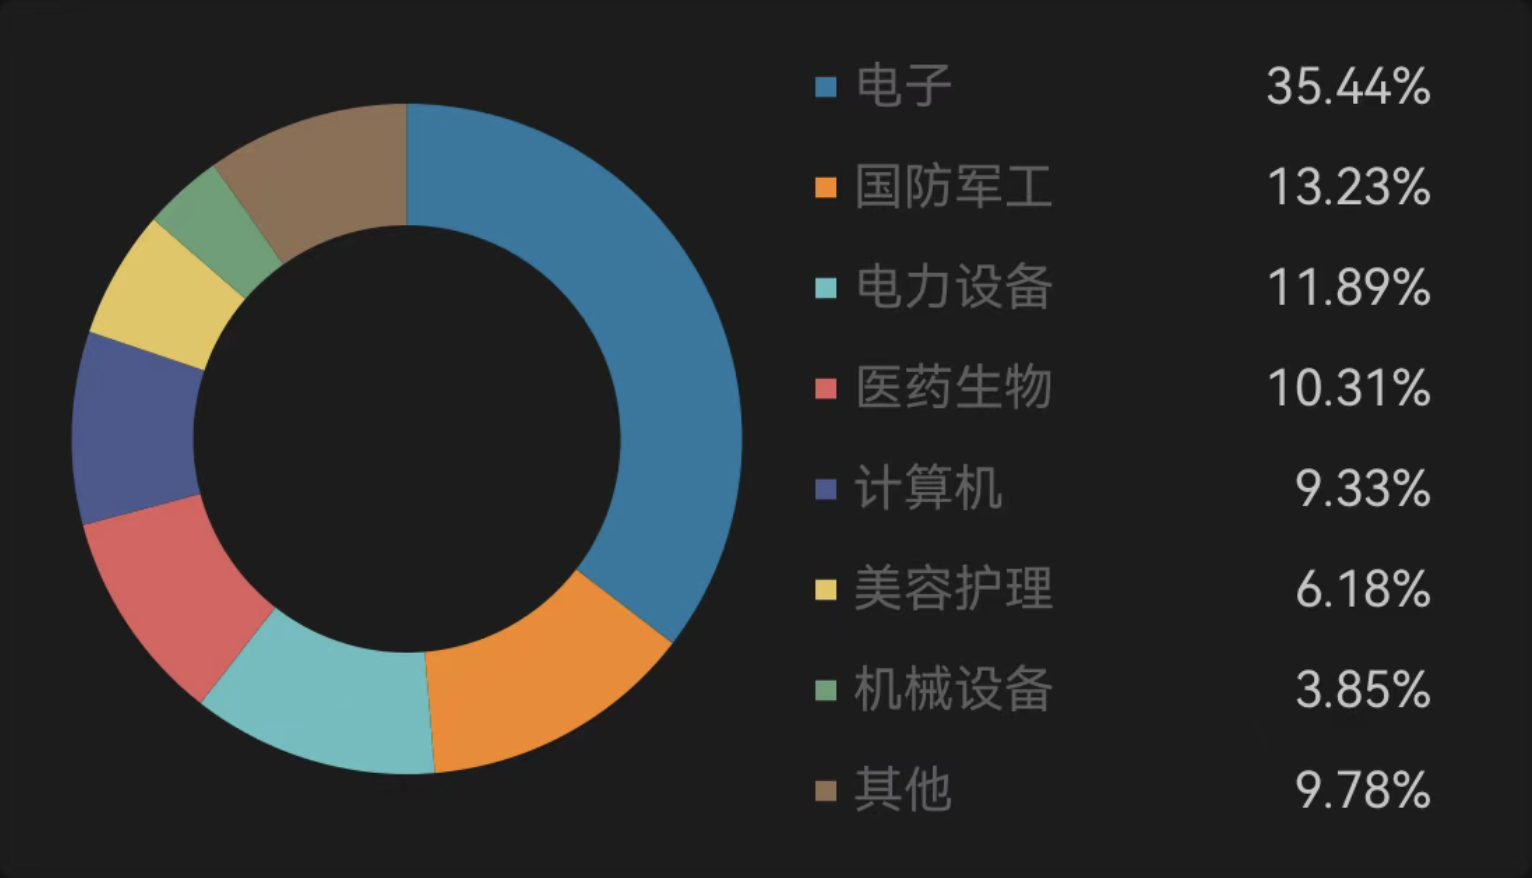 电子 35.44%
国防军工 13.23%
电力设备 11.89%
医药生物 10.31%
计算机 9.33%
美容护理 6.18%
机械设备 3.85%
其他 9.78%